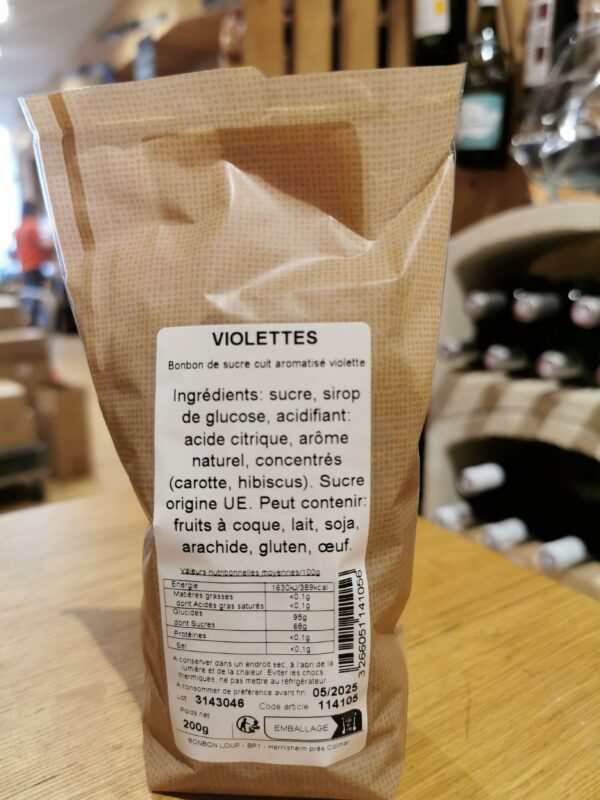 VIOLETTES
Bonbon de sucre cuit aromatisé violette
Ingrédients: sucre, sirop
de glucose, acidifiant:
acide citrique, arôme
naturel, concentrés
(carotte, hibiscus). Sucre
origine UE. Peut contenir:
fruits à coque, lait, soja,
arachide, gluten, œuf.
Valeurs nutritionnelles moyennes/100g
Energie 1630kJ/389kcal
Matières grasses <0.1g
dont Acides gras saturés <0.1g
Glucides 95g
dont Sucres 68g
Protéines <0.1g
Sel <0.1g
3 266051 141056
A conserver dans un endroit sec, à l'abri de la
lumière et de la chaleur. Eviter les chocs
thermiques, ne pas mettre au réfrigérateur
A consommer de préférence avant fin 05/2025
Lot 3143046 Code article 114105
Poids net
200g
EMBALLAGE
BONBON LOUP - BP1 - Herrlisheim près Colmar